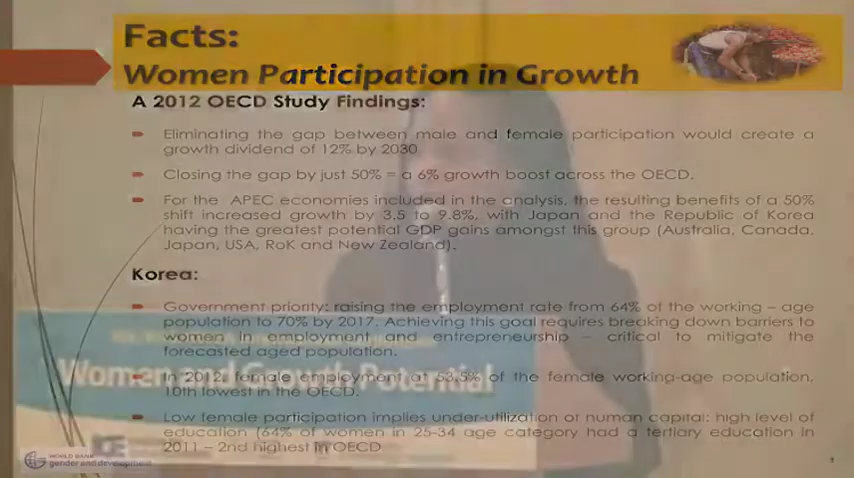 Facts:
Women Participation in Growth
A 2012 OECD Study Findings:
Eliminating the gap between male and female participation would create a
growth dividend of 12% by 2030
Closing the gap by just 50% = a 6% growth boost across the OECD.
For the APEC economies included in the analysis, the resulting benefits of a 50%
shift increased growth by 3.5 to 9.8%, with Japan and the Republic of Korea
having the greatest potential GDP gains amongst this group (Australia, Canada,
Japan, USA, RoK and New Zealand).
Korea:
Government priority: raising the employment rate from 64% of the working – age
population to 70% by 2017. Achieving this goal requires breaking down barriers to
women in employment and entrepreneurship – critical to mitigate the
forecasted aged population.
In 2012, female employment at 53.5% of the female working-age population,
10th lowest in the OECD.
Women and Growth Potential
Low female participation implies under-utilization of human capital: high level of
education (64% of women in 25-34 age category had a tertiary education in
2011 – 2nd highest in OECD
WORLD BANK
gender and development